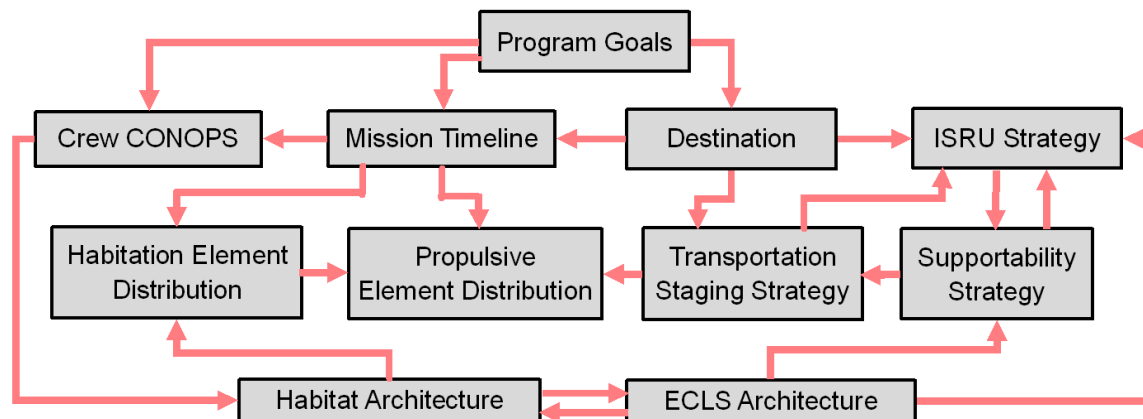 Program Goals
Crew CONOPS
Mission Timeline
Destination
ISRU Strategy
Habitation Element
Distribution
Propulsive
Element Distribution
Transportation
Staging Strategy
Supportability
Strategy
Habitat Architecture
ECLS Architecture